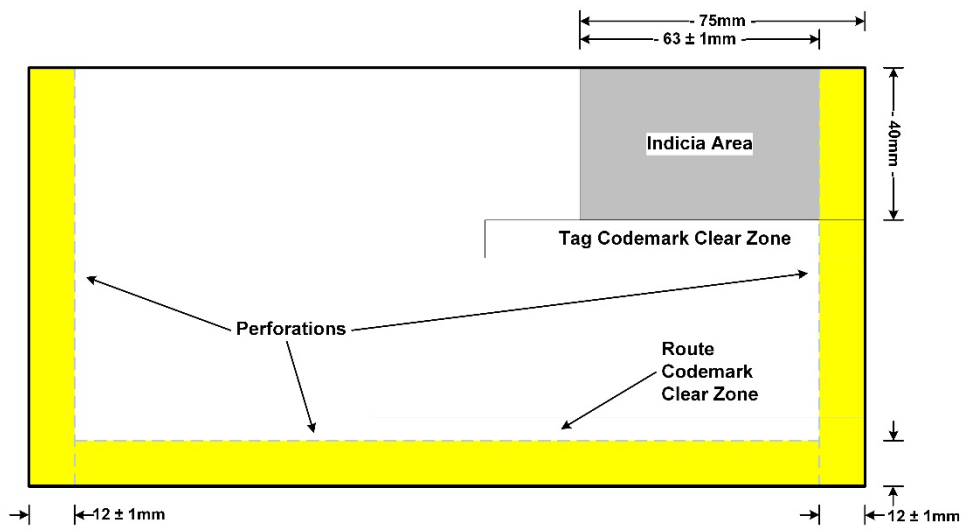 - 75mm -
- 63 ± 1mm -
Indicia Area
- 40mm -
Tag Codemark Clear Zone
Perforations
Route
Codemark
Clear Zone
12 ± 1mm
12 ± 1mm